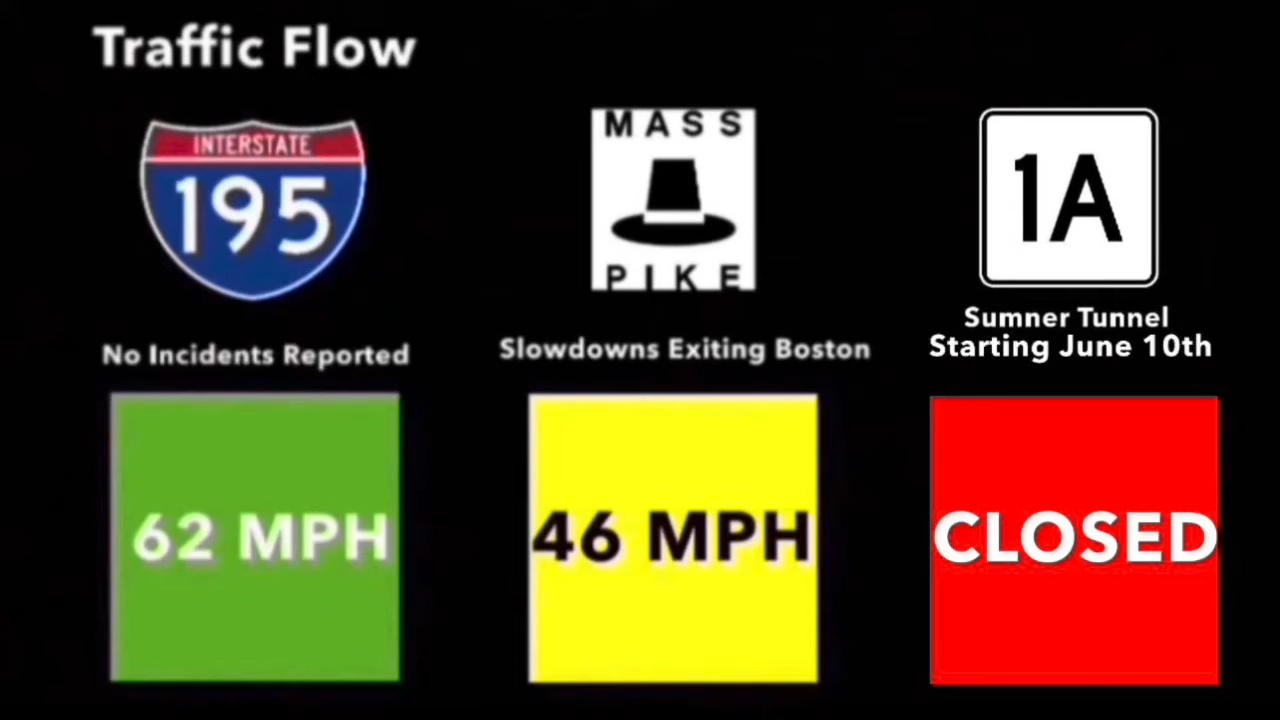 Traffic Flow
INTERSTATE
195
No Incidents Reported
62 MPH
MASS
PIKE
Slowdowns Exiting Boston
46 MPH
1A
Sumner Tunnel
Starting June 10th
CLOSED